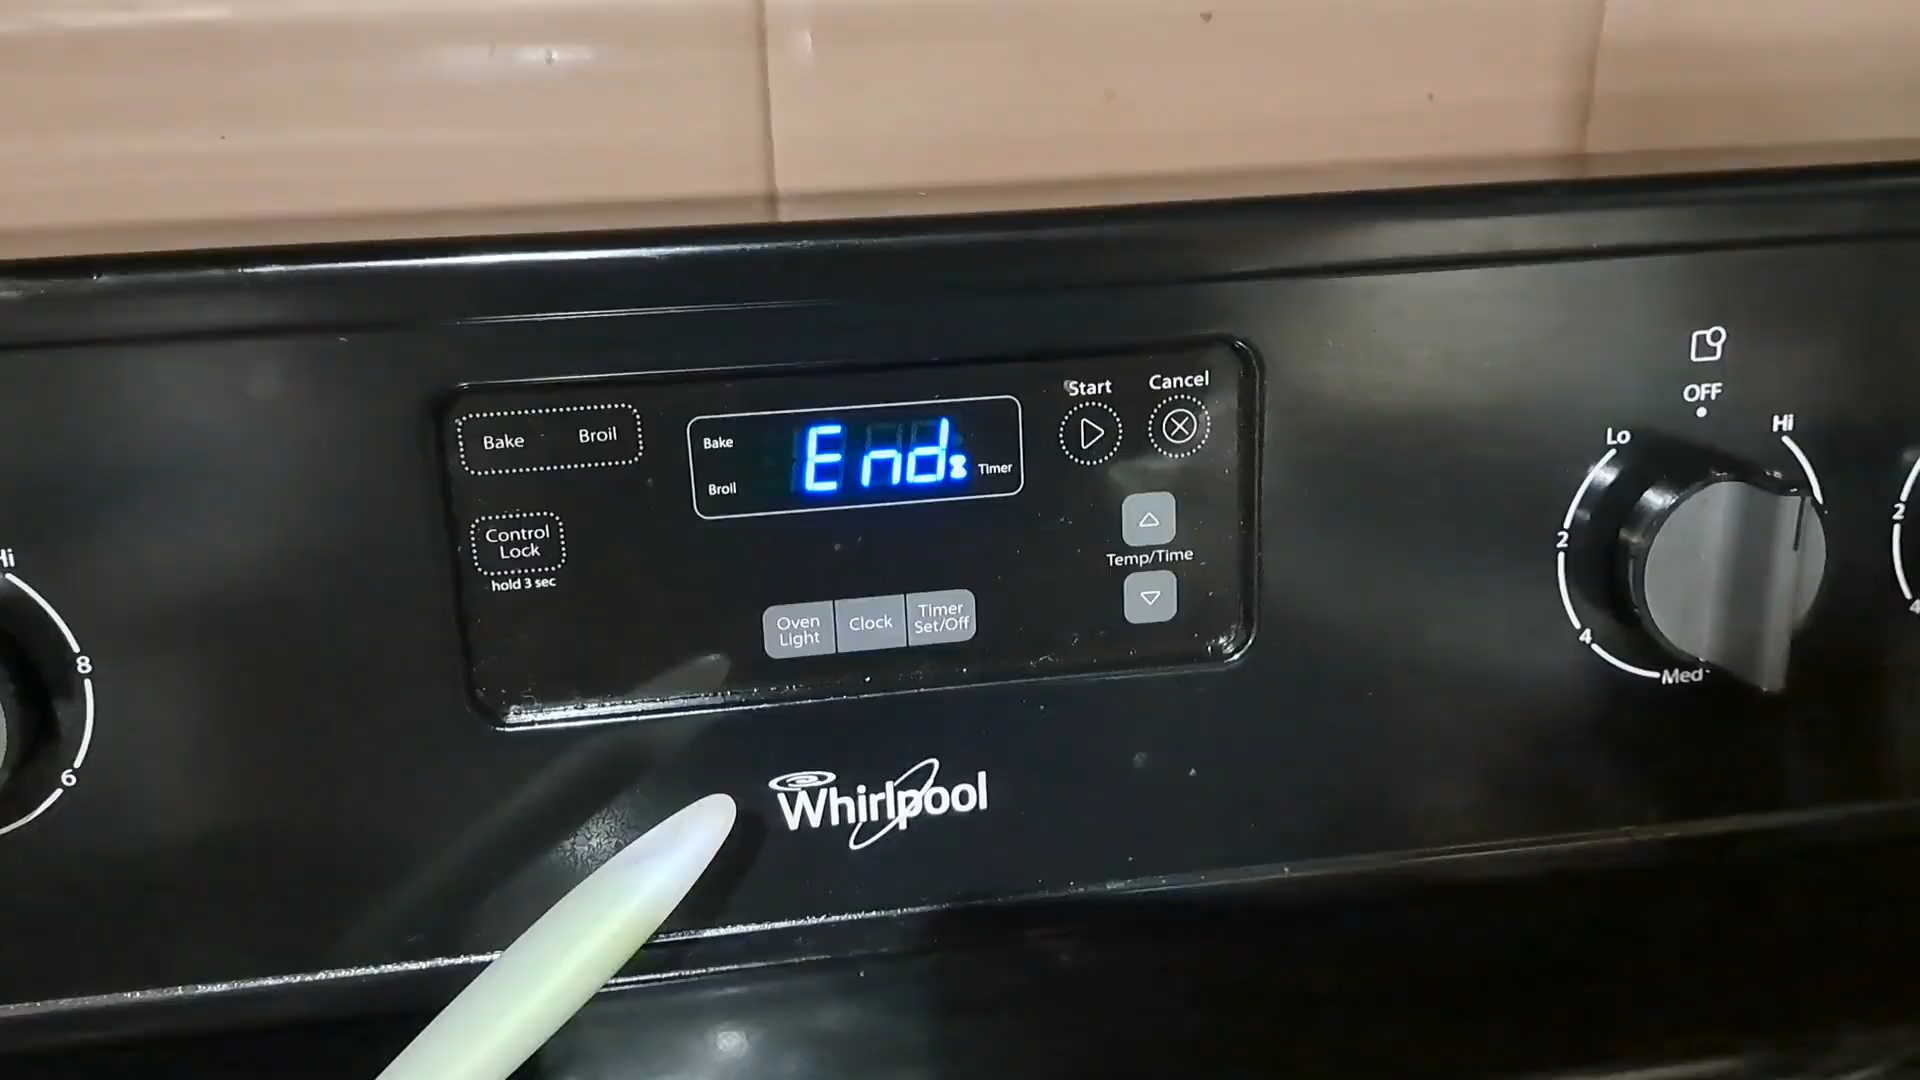 Bake Broil
Control
Lock
hold 3 sec
Bake
Broil
End
Timer
Start
Cancel
Temp/Time
Oven
Light
Clock
Timer
Set/Off
Whirlpool
Hi
8
6
OFF
Lo
Hi
2
4
Med
2
4